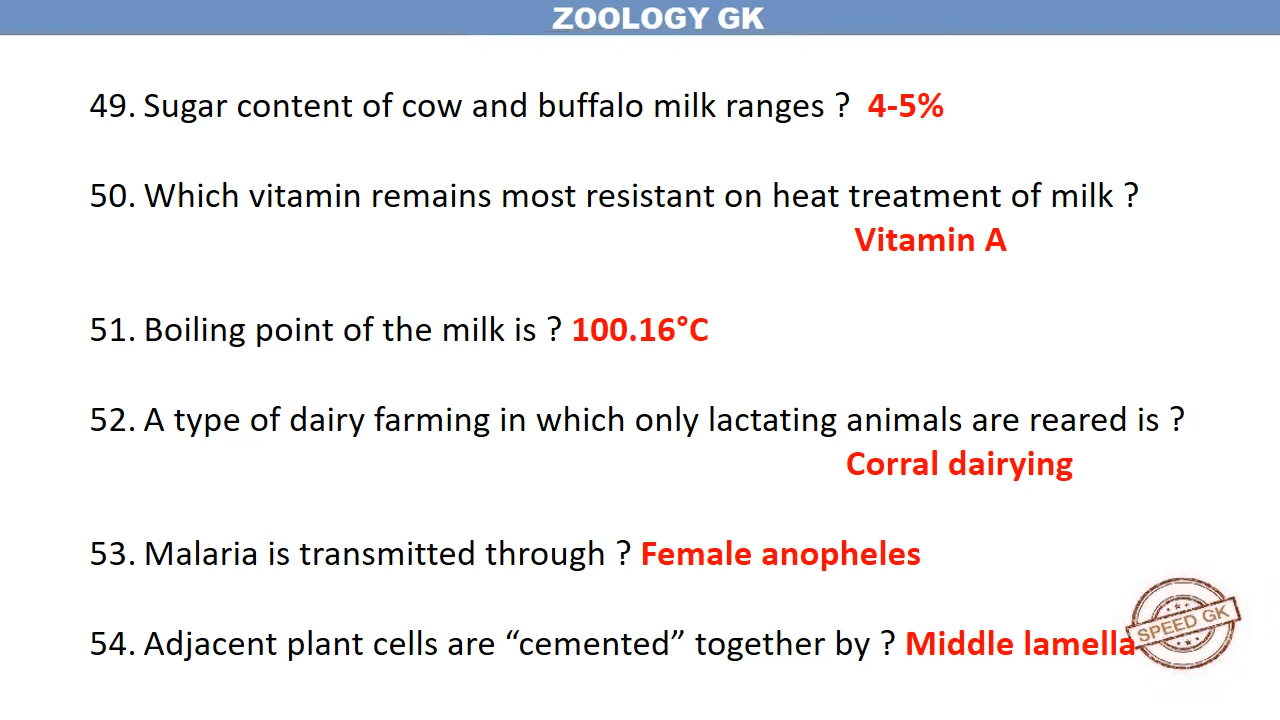 ZOOLOGY GK
49. Sugar content of cow and buffalo milk ranges ? 4-5%
50. Which vitamin remains most resistant on heat treatment of milk ?
Vitamin A
51. Boiling point of the milk is ? 100.16°C
52. A type of dairy farming in which only lactating animals are reared is ?
Corral dairying
53. Malaria is transmitted through ? Female anopheles
54. Adjacent plant cells are “cemented” together by ? Middle lamella
SPEED GK